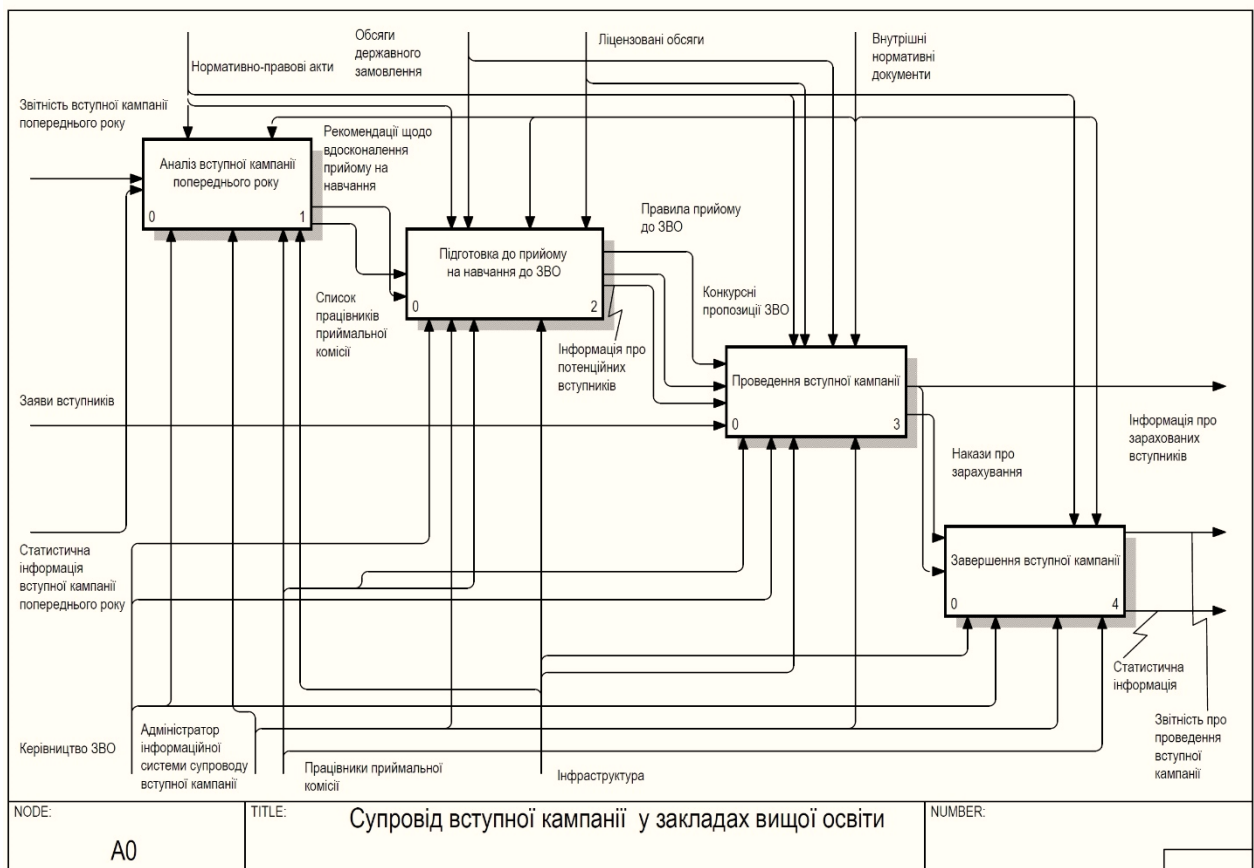 Нормативно-правові акти
Обсяги
державного
замовлення
Ліцензовані обсяги
Внутрішні
нормативні
документи
Звітність вступної кампанії
попереднього року
Аналіз вступної кампанії
попереднього року
0
1
Рекомендації щодо
вдосконалення
прийому на
навчання
Правила прийому
до ЗВО
Підготовка до прийому
на навчання до ЗВО
0
2
Список
працівників
приймальної
комісії
Конкурсні
пропозиції ЗВО
Інформація про
потенційних
вступників
Проведення вступної кампанії
0
3
Заяви вступників
Інформація про
зарахованих
вступників
Накази про
зарахування
Статистична
інформація
вступної кампанії
попереднього року
Завершення вступної кампанії
0
4
Статистична
інформація
Звітність про
проведення
вступної
кампанії
Керівництво ЗВО
Адміністратор
інформаційної
системи супроводу
вступної кампанії
Працівники приймальної
комісії
Інфраструктура
NODE:
A0
TITLE:
Супровід вступної кампанії у закладах вищої освіти
NUMBER: